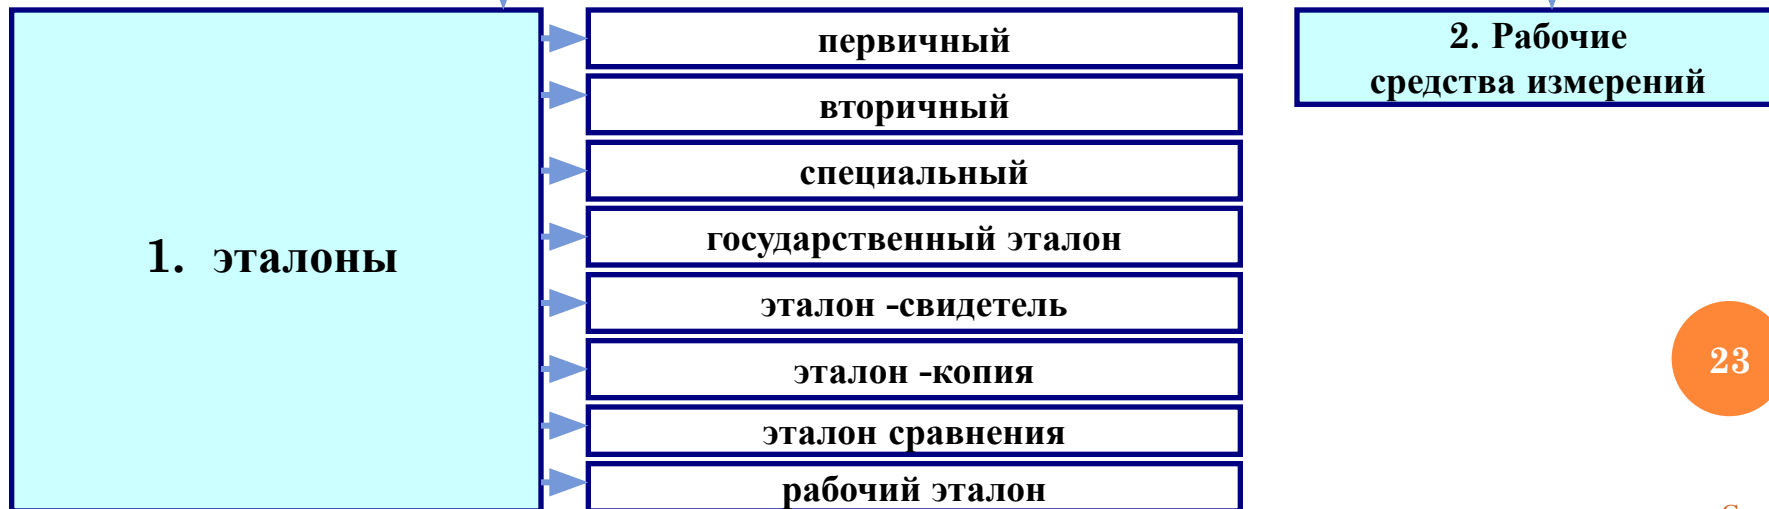 1. эталоны
первичный
вторичный
специальный
государственный эталон
эталон -свидетель
эталон -копия
эталон сравнения
рабочий эталон
2. Рабочие
средства измерений
23